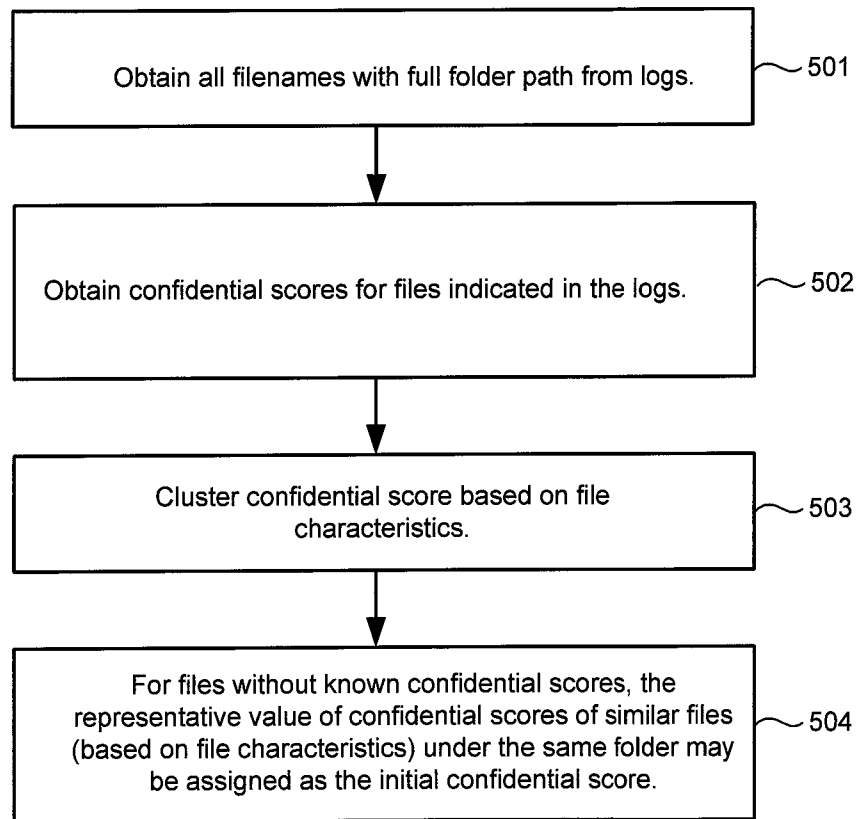 Obtain all filenames with full folder path from logs.
501
Obtain confidential scores for files indicated in the logs.
502
Cluster confidential score based on file
characteristics.
503
For files without known confidential scores, the
representative value of confidential scores of similar files
(based on file characteristics) under the same folder may
be assigned as the initial confidential score.
504